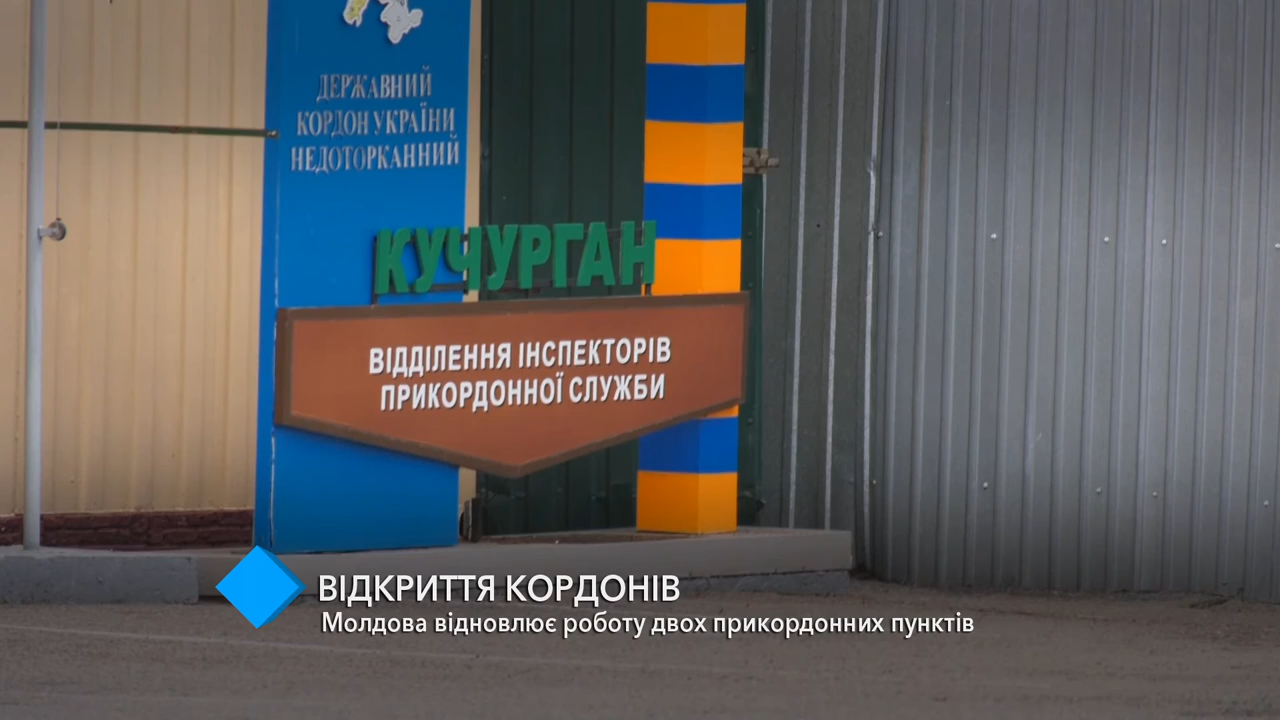 ДЕРЖАВНИЙ
КОРДОН УКРАЇНИ
НЕДОТОРКАННИЙ
КУЧУРГАН
ВІДДІЛЕННЯ ІНСПЕКТОРІВ
ПРИКОРДОННОЇ СЛУЖБИ
ВІДКРИТТЯ КОРДОНІВ
Молдова відновлює роботу двох прикордонних пунктів